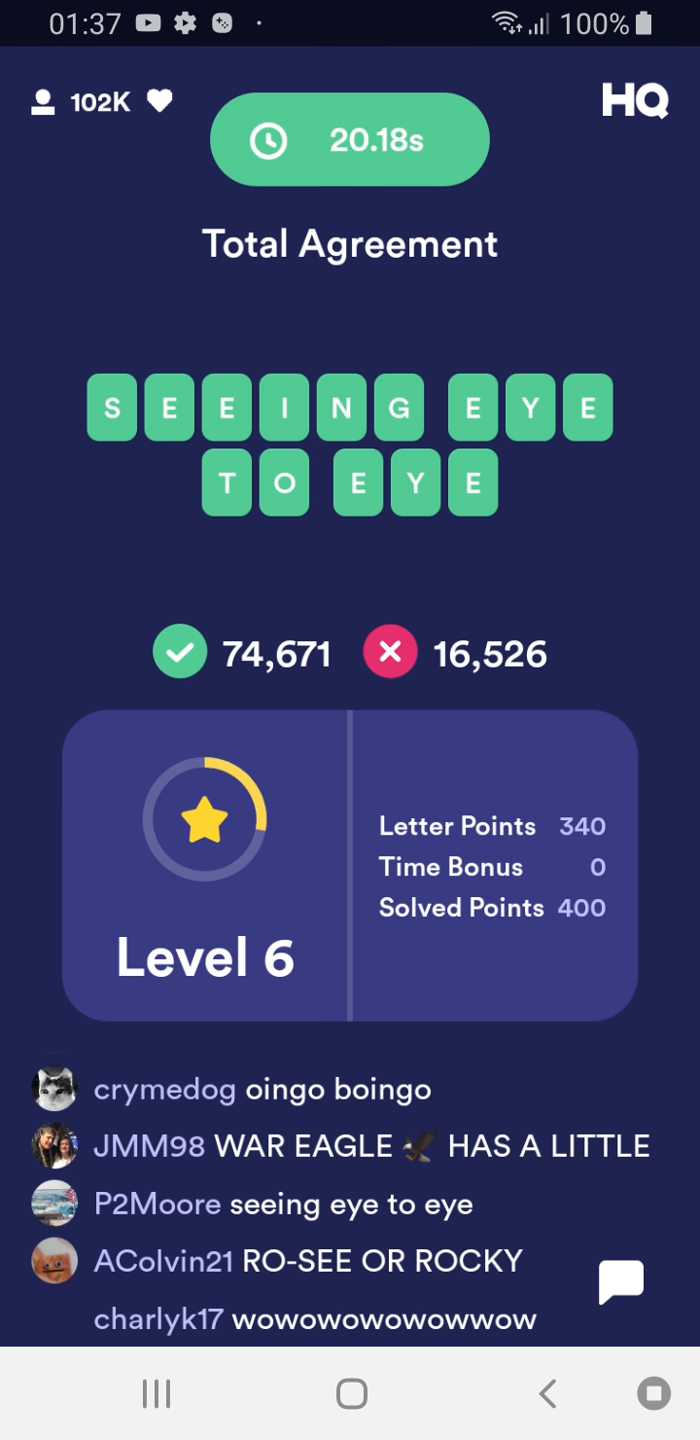 01:37
100%
102K
HQ
20.18s
Total Agreement
SEEING EYE
TO EYE
74,671 16,526
Letter Points 340
Time Bonus 0
Solved Points 400
Level 6
crymedog oingo boingo
JMM98 WAR EAGLE 🦅 HAS A LITTLE
P2Moore seeing eye to eye
AColvin21 RO-SEE OR ROCKY
charlyk17 wowowowowowwow